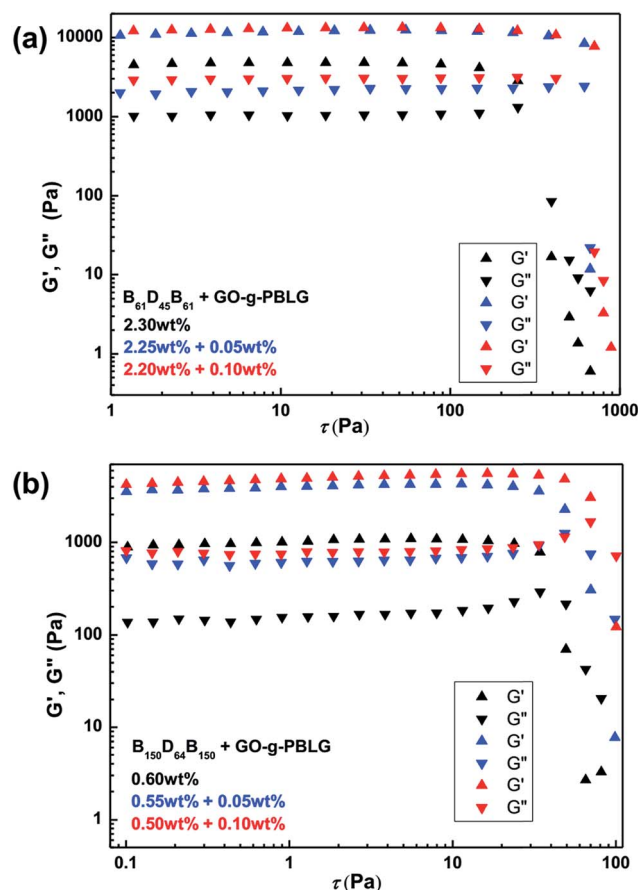 (a)
10000
1000
100
10
1
G', G" (Pa)
B61D45B61 + GO-g-PBLG
2.30wt%
2.25wt% + 0.05wt%
2.20wt% + 0.10wt%
G'
G"
G'
G"
G'
G"
1 10 100 1000
τ (Pa)
(b)
1000
100
10
1
G', G" (Pa)
B150D64B150 + GO-g-PBLG
0.60wt%
0.55wt% + 0.05wt%
0.50wt% + 0.10wt%
G'
G"
G'
G"
G'
G"
0.1 1 10 100
τ (Pa)